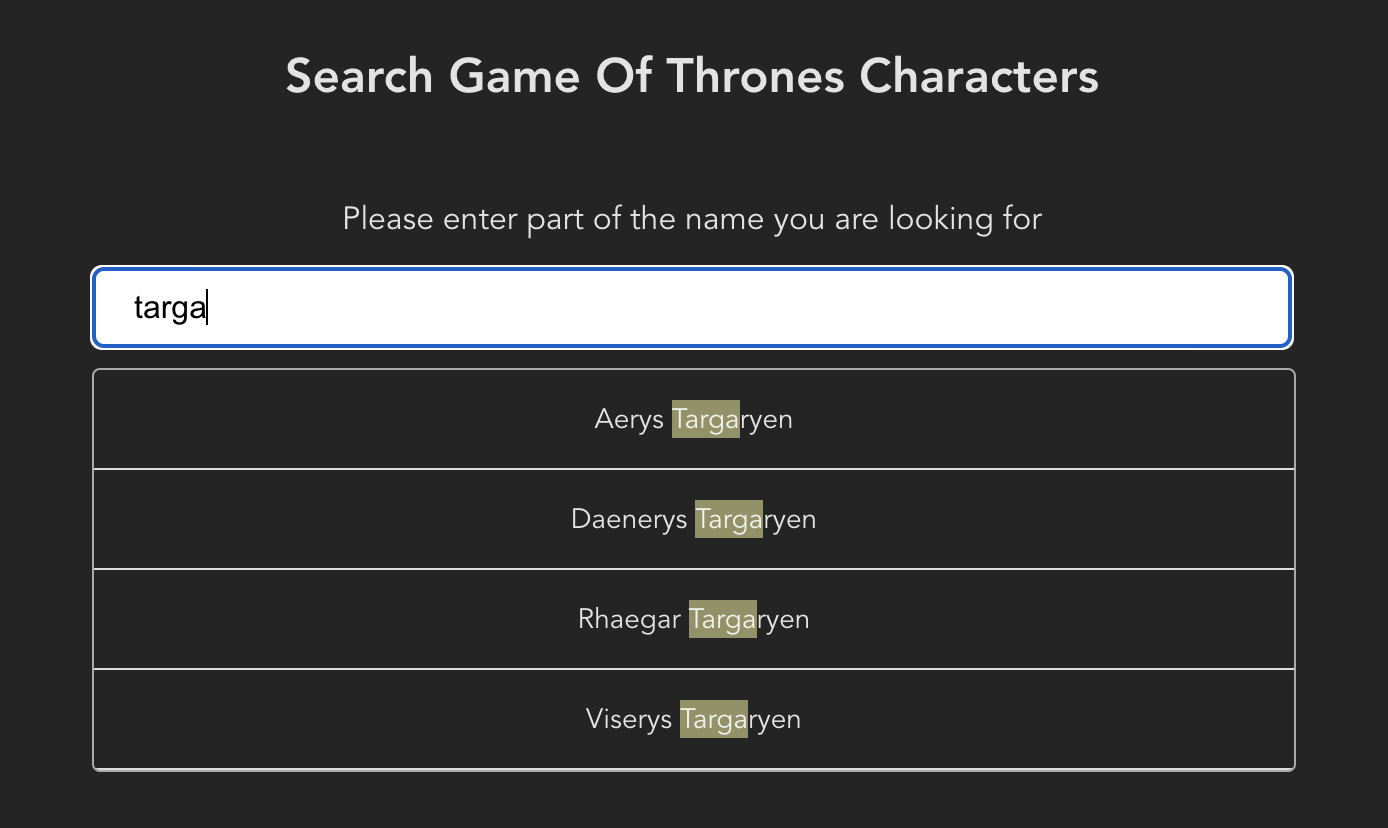 Search Game Of Thrones Characters
Please enter part of the name you are looking for
targa
Aerys Targaryen
Daenerys Targaryen
Rhaegar Targaryen
Viserys Targaryen